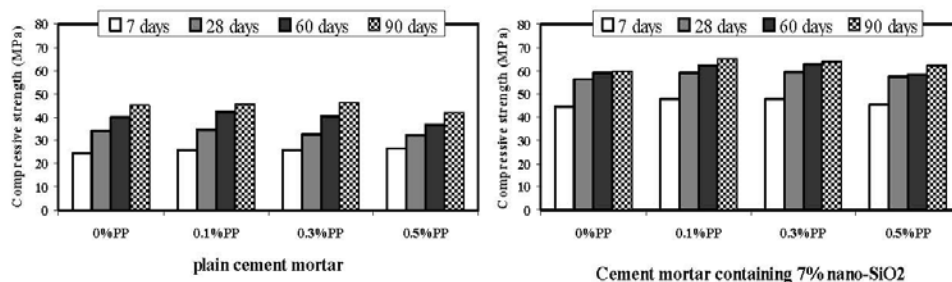 7 days 28 days 60 days 90 days
Compressive strength (MPa)
80
70
60
50
40
30
20
10
0
0%PP 0.1%PP 0.3%PP 0.5%PP
plain cement mortar
7 days 28 days 60 days 90 days
Compressive strength (MPa)
80
70
60
50
40
30
20
10
0
0%PP 0.1%PP 0.3%PP 0.5%PP
Cement mortar containing 7% nano-SiO2